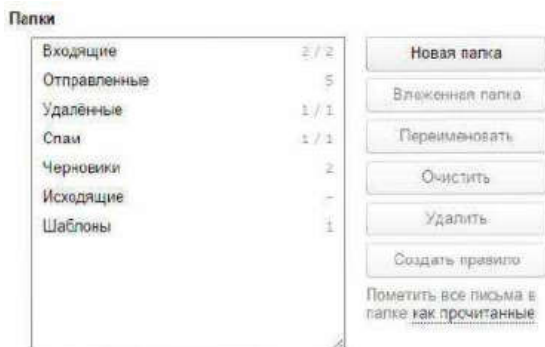 Папки
Входящие 2 / 2
Отправленные 5
Удалённые 1 / 1
Спам 1 / 1
Черновики 2
Исходящие –
Шаблоны 1
Новая папка
Вложенная папка
Переименовать
Очистить
Удалить
Создать правило
Пометить все письма в
папке как прочитанные